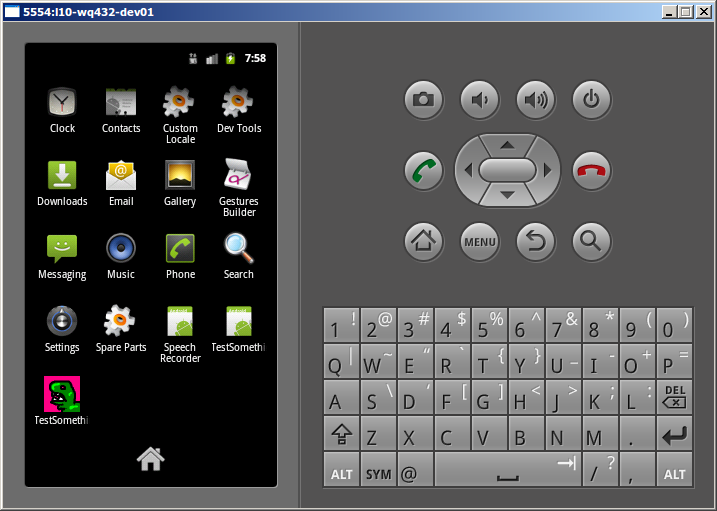 5554:l10-wq432-dev01
7:58
Clock
Contacts
Custom
Locale
Dev Tools
Downloads
Email
Gallery
Gestures
Builder
Messaging
Music
Phone
Search
Settings
Spare Parts
Speech
Recorder
TestSomethi
TestSomethi
MENU
1 ! 2 @ 3 # 4 $ 5 % 6 ^ 7 & 8 * 9 ( 0 )
Q | W ~ E “ R ` T { Y } U _ I - O + P =
A S \ D ‘ F [ G ] H < J > K ; L : DEL
Z X C V B N M .
ALT SYM @ / ? , ALT